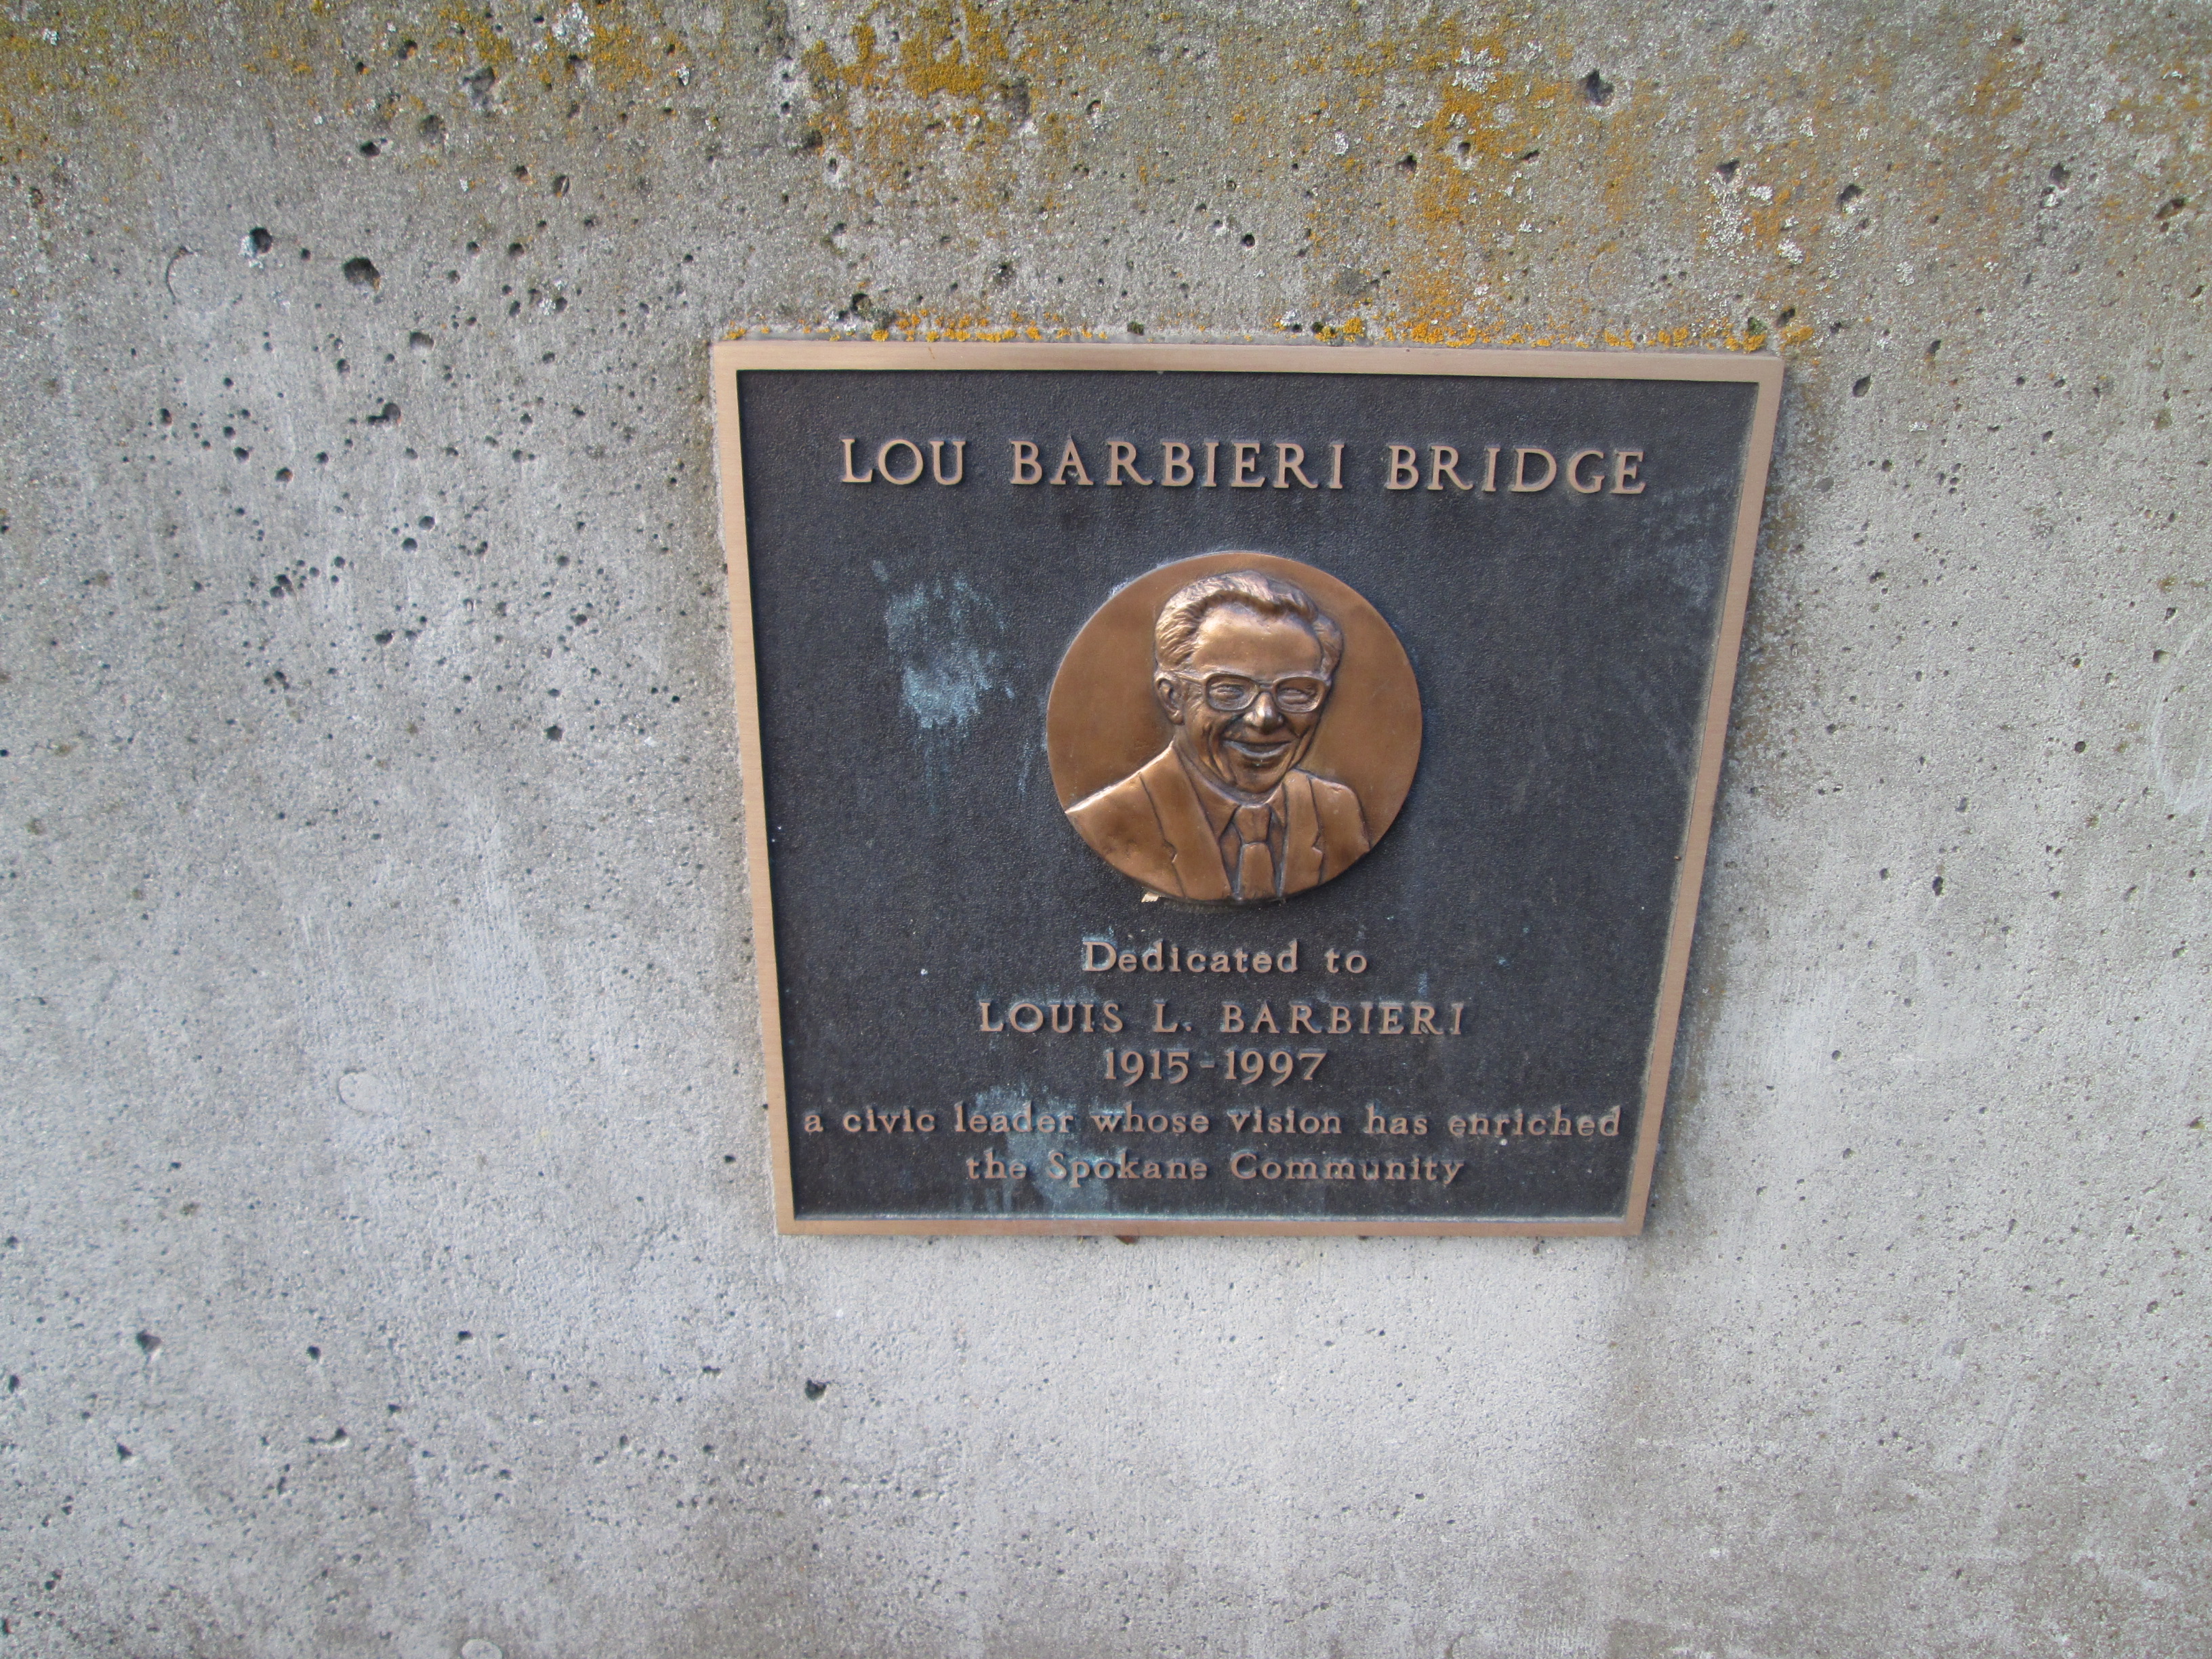 LOU BARBIERI BRIDGE
Dedicated to
LOUIS L. BARBIERI
1915-1997
a civic leader whose vision has enriched
the Spokane Community